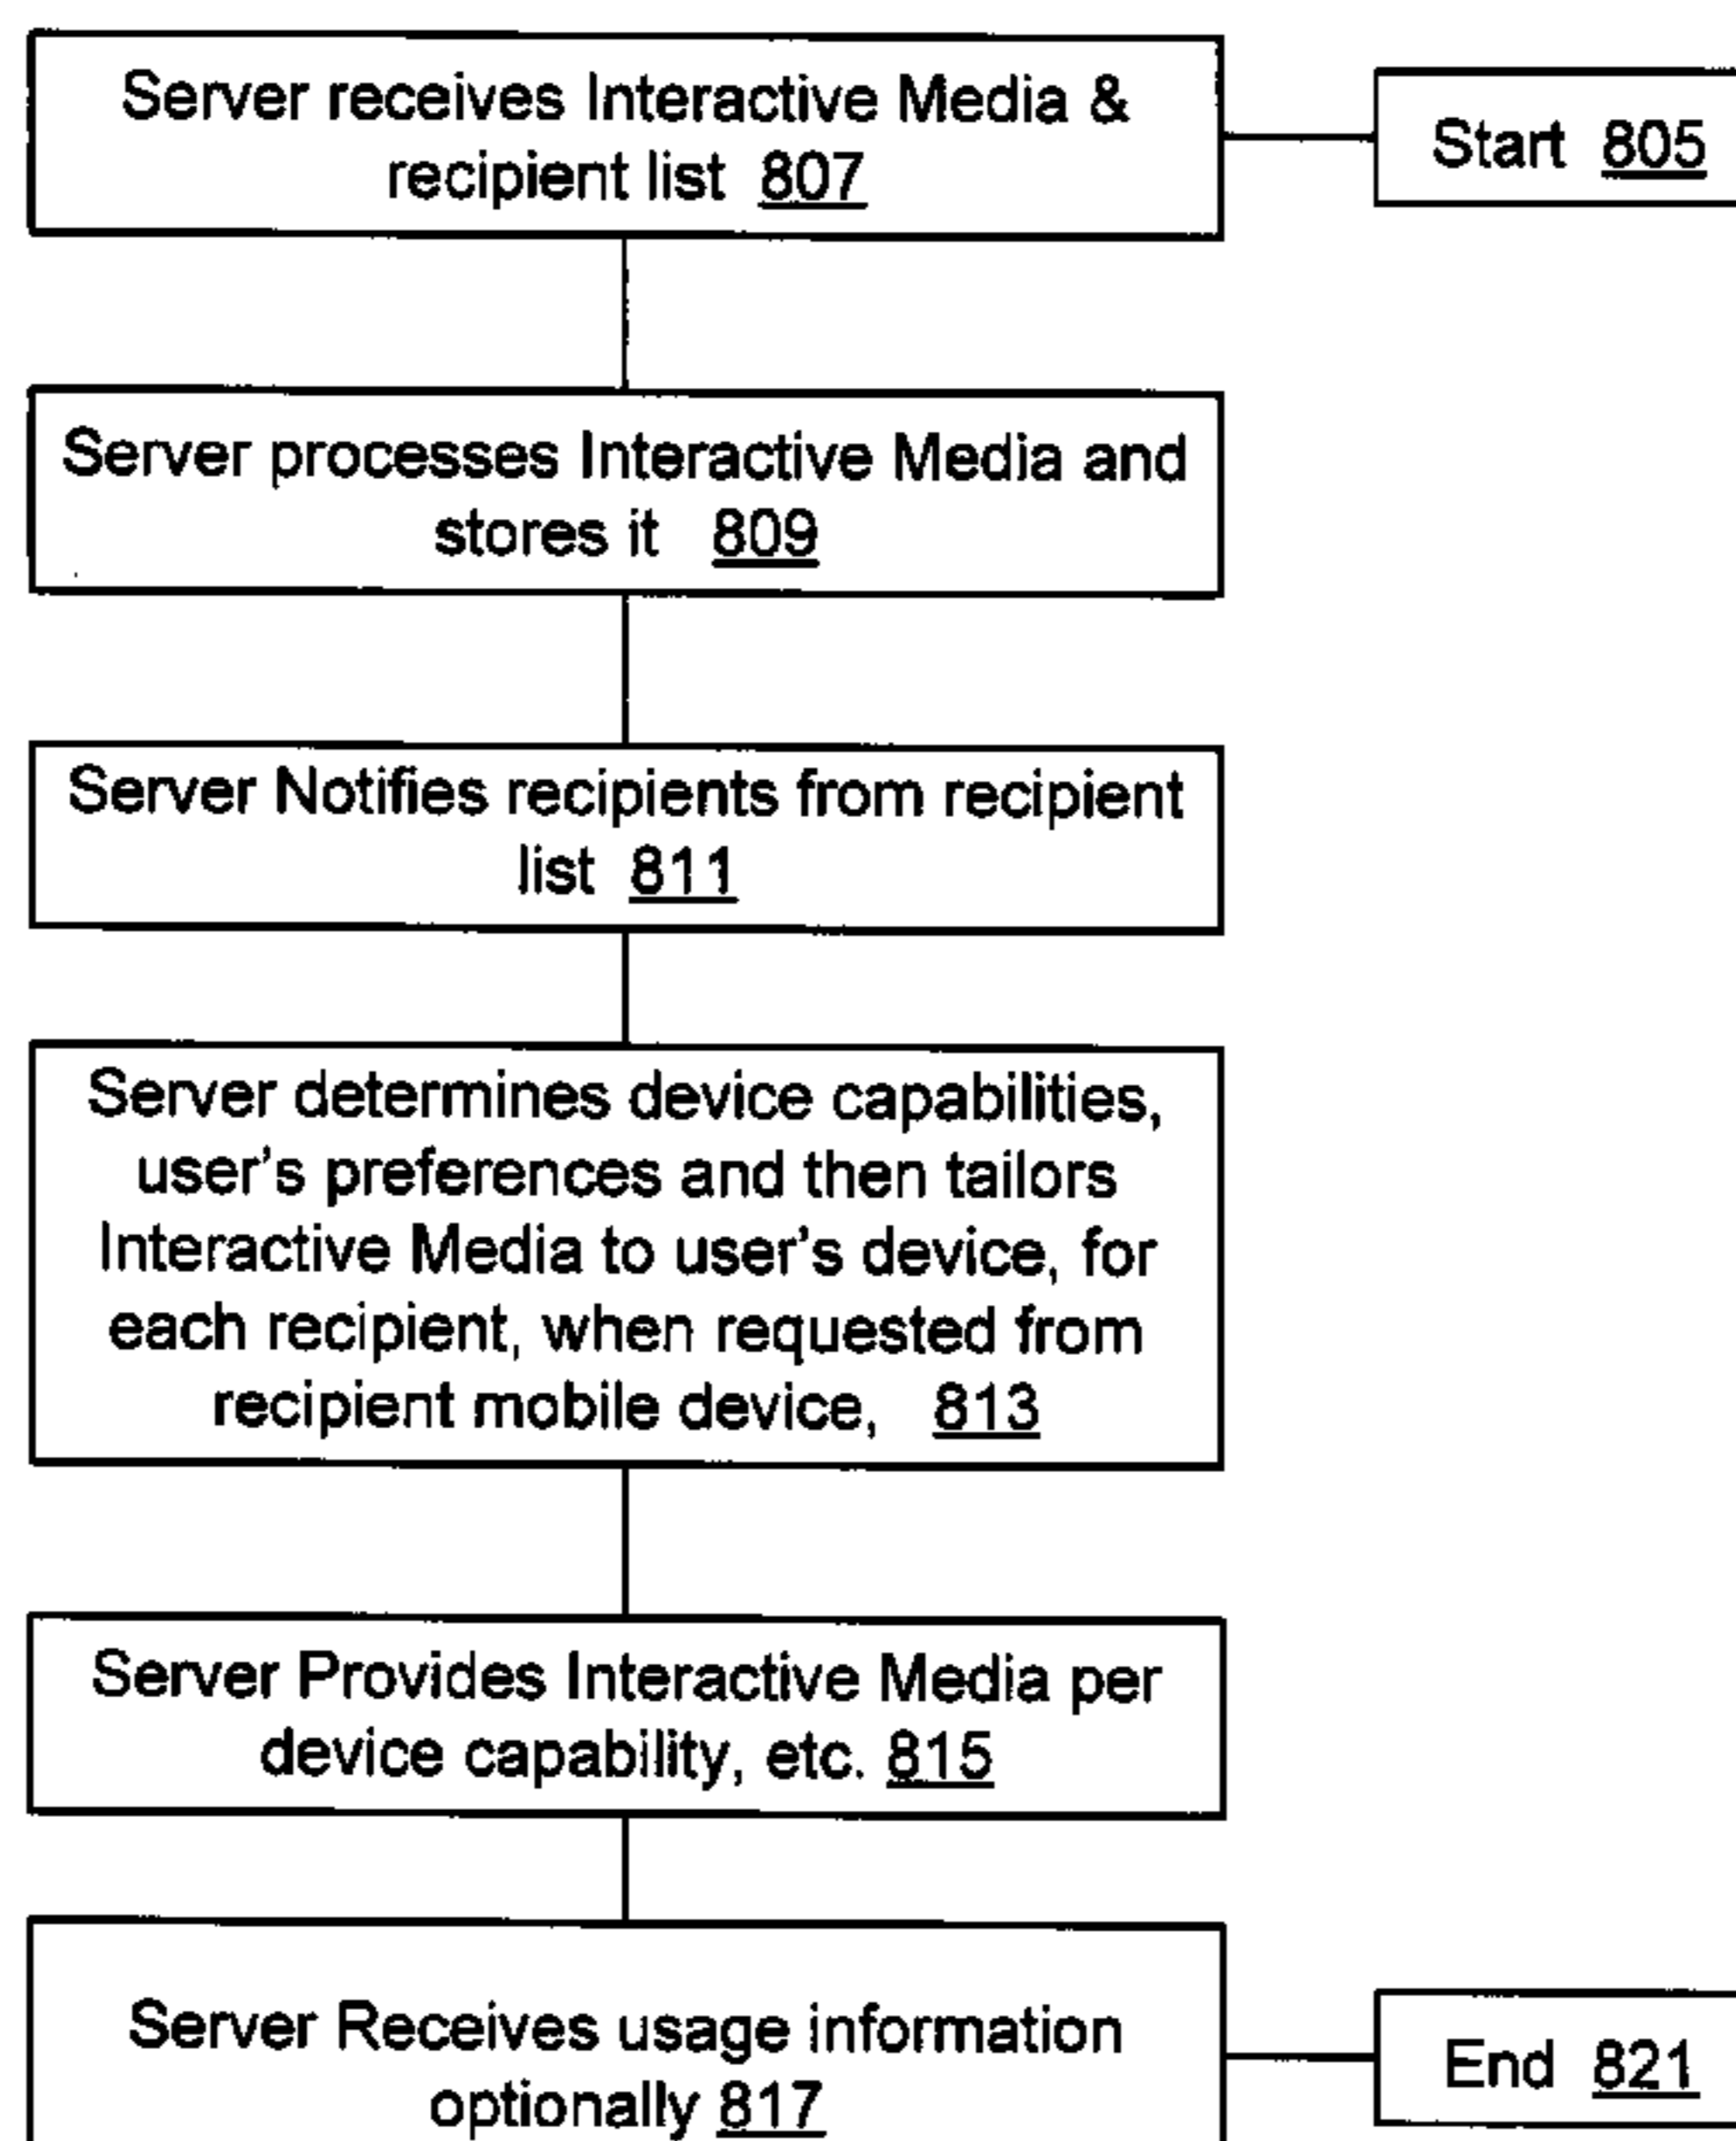 Server receives Interactive Media &
recipient list 807
Start 805
Server processes Interactive Media and
stores it 809
Server Notifies recipients from recipient
list 811
Server determines device capabilities,
user's preferences and then tailors
Interactive Media to user's device, for
each recipient, when requested from
recipient mobile device, 813
Server Provides Interactive Media per
device capability, etc. 815
Server Receives usage information
optionally 817
End 821